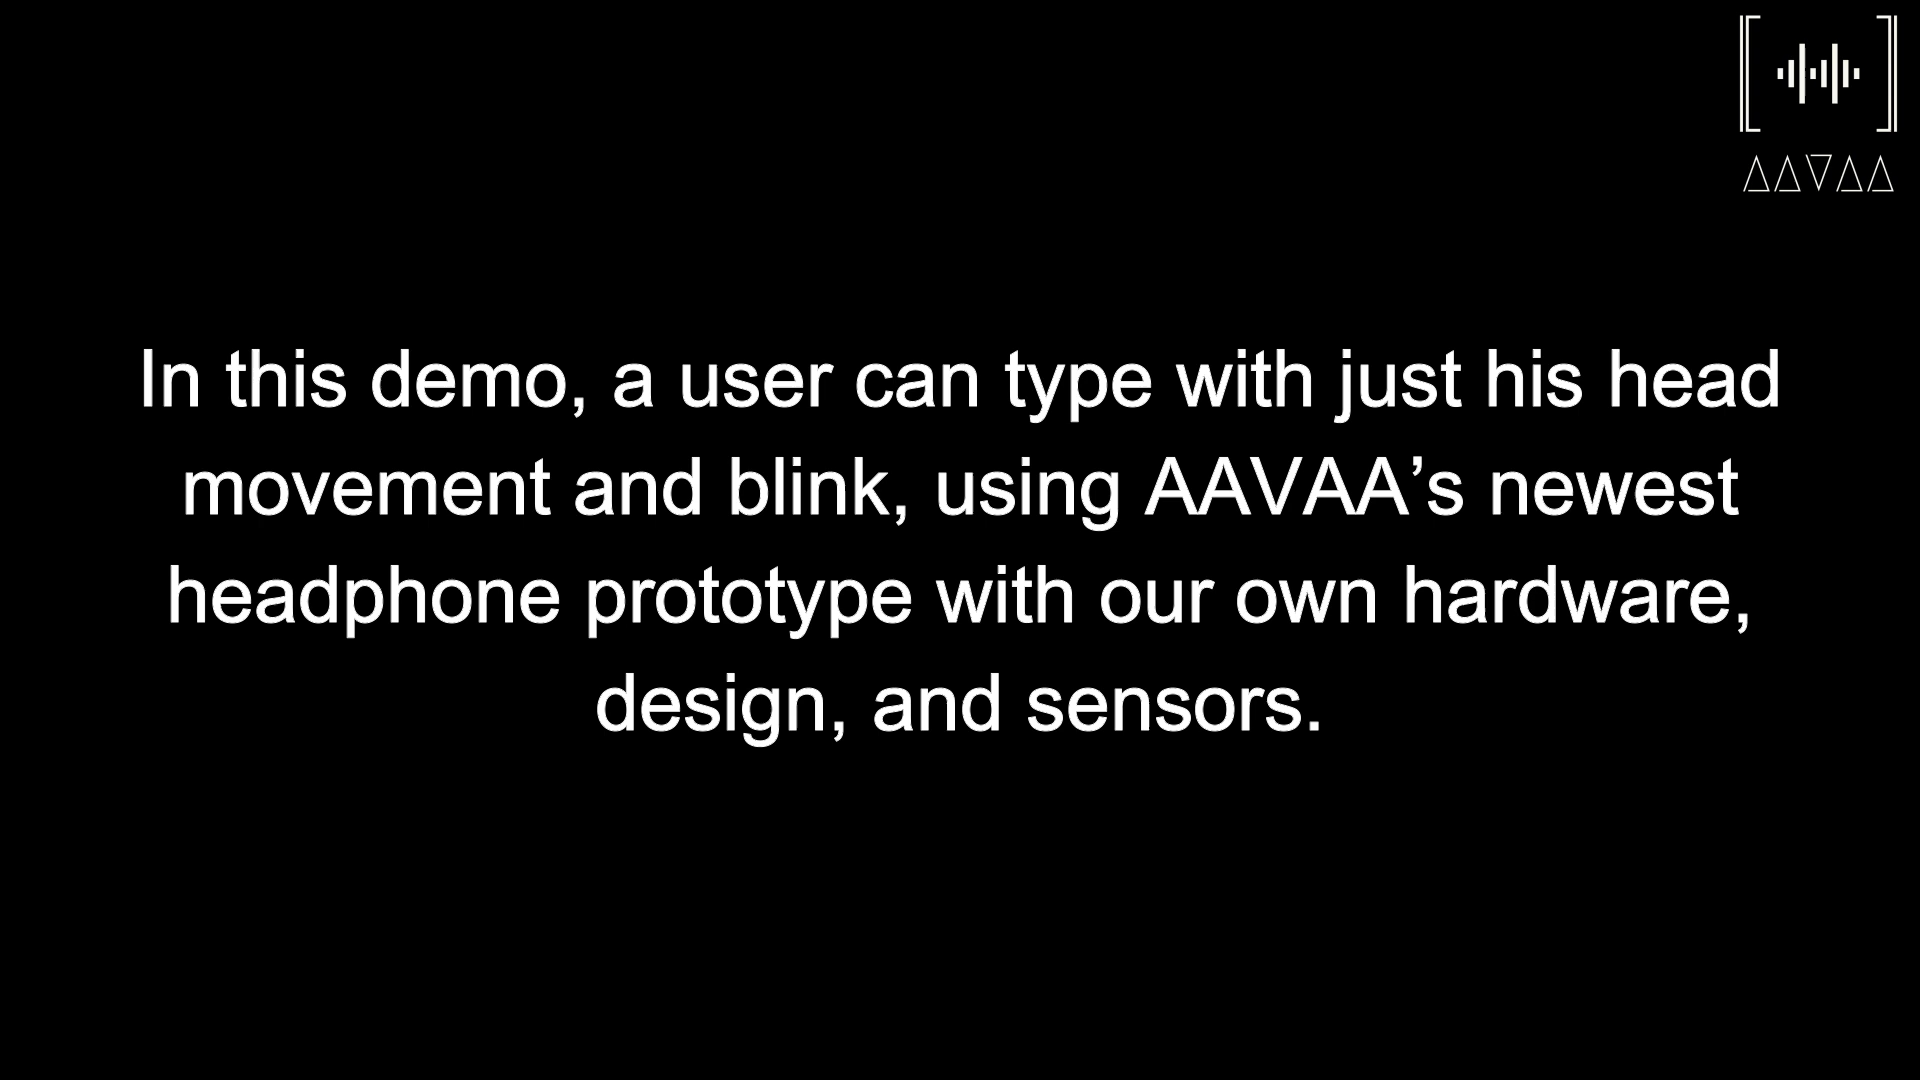 AAVAA
In this demo, a user can type with just his head
movement and blink, using AAVAA’s newest
headphone prototype with our own hardware,
design, and sensors.